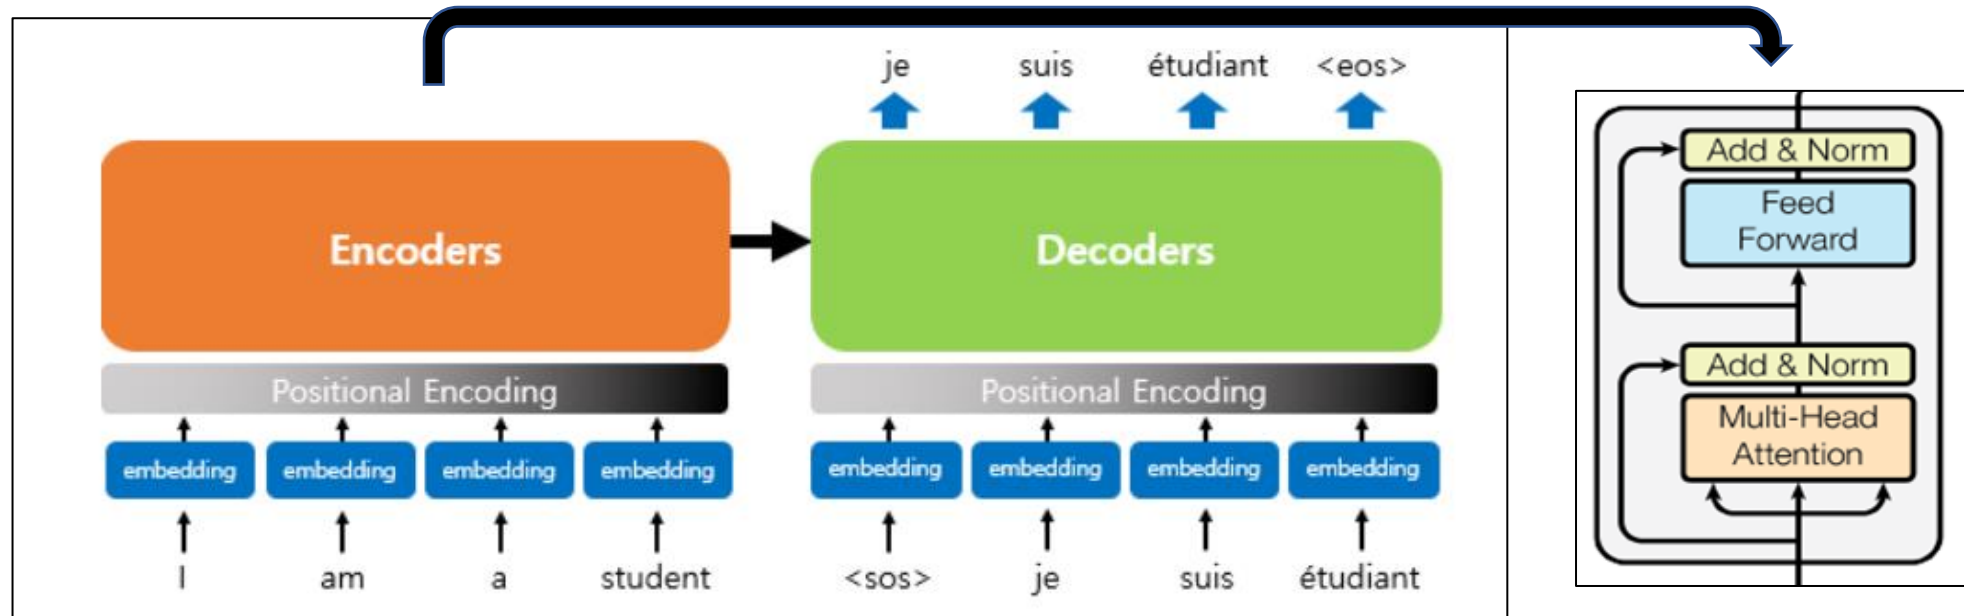 je suis étudiant <eos>
Encoders
Decoders
Positional Encoding
Positional Encoding
embedding embedding embedding embedding
embedding embedding embedding embedding
I am a student
<sos> je suis étudiant
Add & Norm
Feed
Forward
Add & Norm
Multi-Head
Attention